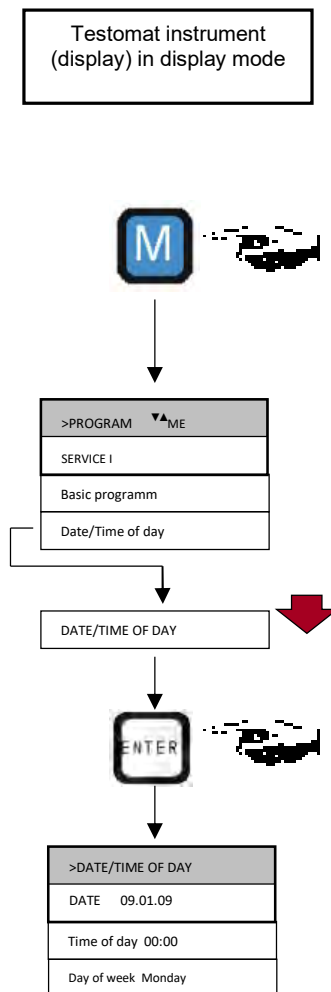 Testomat instrument
(display) in display mode
M
>PROGRAM ▼▲ME
SERVICE I
Basic programm
Date/Time of day
DATE/TIME OF DAY
ENTER
>DATE/TIME OF DAY
DATE 09.01.09
Time of day 00:00
Day of week Monday